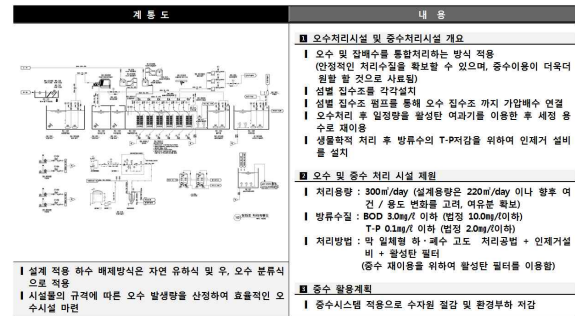 계 통 도
내 용
1 오수처리시설 및 중수처리시설 개요
오수 및 잡배수를 통합처리하는 방식 적용
(안정적인 처리수질을 확보할 수 있으며, 중수이용이 더욱더
원할 할 것으로 사료됨)
섬별 집수조를 각각설치
섬별 집수조 펌프를 통해 오수 집수조 까지 가압배수 연결
오수처리 후 일정량을 활성탄 여과기를 이용한 후 세정 용
수로 재이용
생물학적 처리 후 방류수의 T-P저감을 위하여 인제거 설비
를 설치
2 오수 및 중수 처리 시설 제원
처리용량 : 300㎥/day (설계용량은 220㎥/day 이나 향후 여
건 / 용도 변화를 고려, 여유분 확보)
방류수질 : BOD 3.0㎎/ℓ 이하 (법정 10.0㎎/ℓ이하)
T-P 0.1㎎/ℓ 이하 (법정 2.0㎎/ℓ이하)
처리방법 : 막 일체형 하·폐수 고도 처리공법 + 인제거설
비 + 활성탄 필터
(중수 재이용을 위하여 활성탄 필터를 이용함)
3 중수 활용계획
중수시스템 적용으로 수자원 절감 및 환경부하 저감
설계 적용 하수 배제방식은 자연 유하식 및 우, 오수 분류식
으로 적용
시설물의 규격에 따른 오수 발생량을 산정하여 효율적인 오
수시설 마련